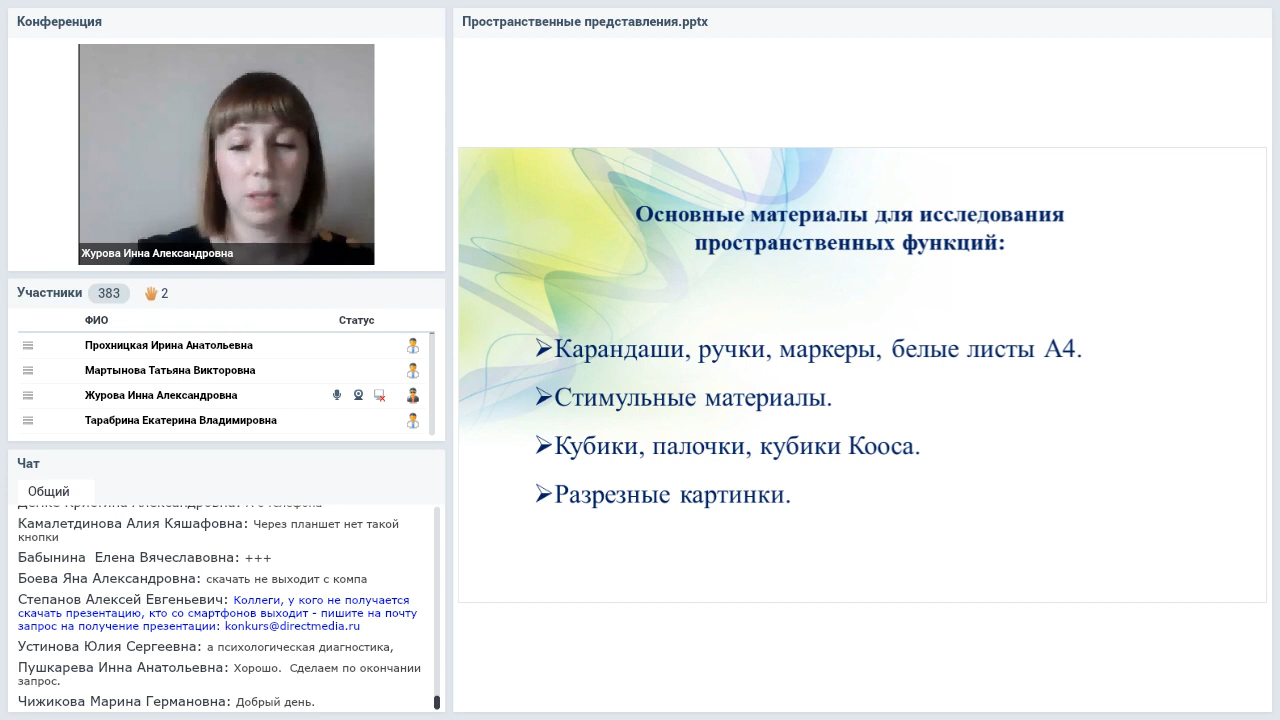 Конференция
Журова Инна Александровна
Участники 383 2
ФИО Статус
Прохницкая Ирина Анатольевна
Мартынова Татьяна Викторовна
Журова Инна Александровна
Тарабрина Екатерина Владимировна
Чат
Общий
Камалетдинова Алия Кяшафовна: Через планшет нет такой
кнопки
Бабынина Елена Вячеславовна: +++
Боева Яна Александровна: скачать не выходит с компа
Степанов Алексей Евгеньевич: Коллеги, у кого не получается
скачать презентацию, кто со смартфонов выходит - пишите на почту
запрос на получение презентации: konkurs@directmedia.ru
Устинова Юлия Сергеевна: а психологическая диагностика,
Пушкарева Инна Анатольевна: Хорошо. Сделаем по окончании
запрос.
Чижикова Марина Германовна: Добрый день.
Пространственные представления.pptx
Основные материалы для исследования
пространственных функций:
➢Карандаши, ручки, маркеры, белые листы А4.
➢Стимульные материалы.
➢Кубики, палочки, кубики Кооса.
➢Разрезные картинки.